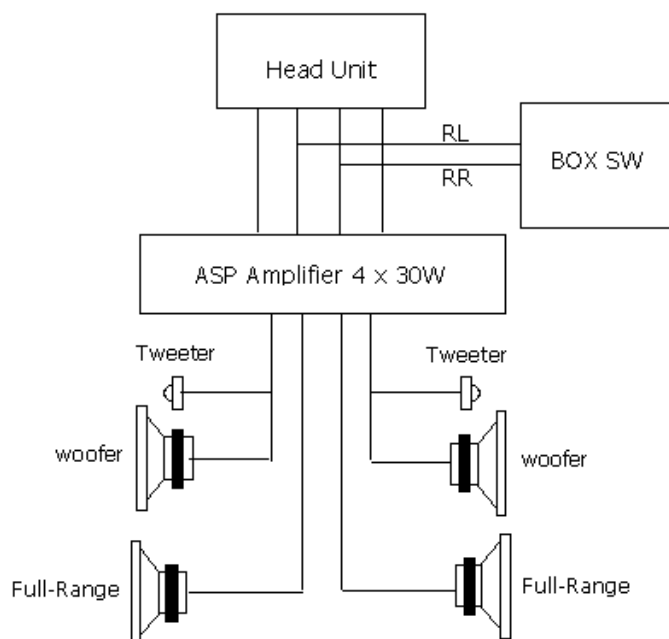 Head Unit
RL
BOX SW
RR
ASP Amplifier 4 x 30W
Tweeter
Tweeter
woofer
woofer
Full-Range
Full-Range